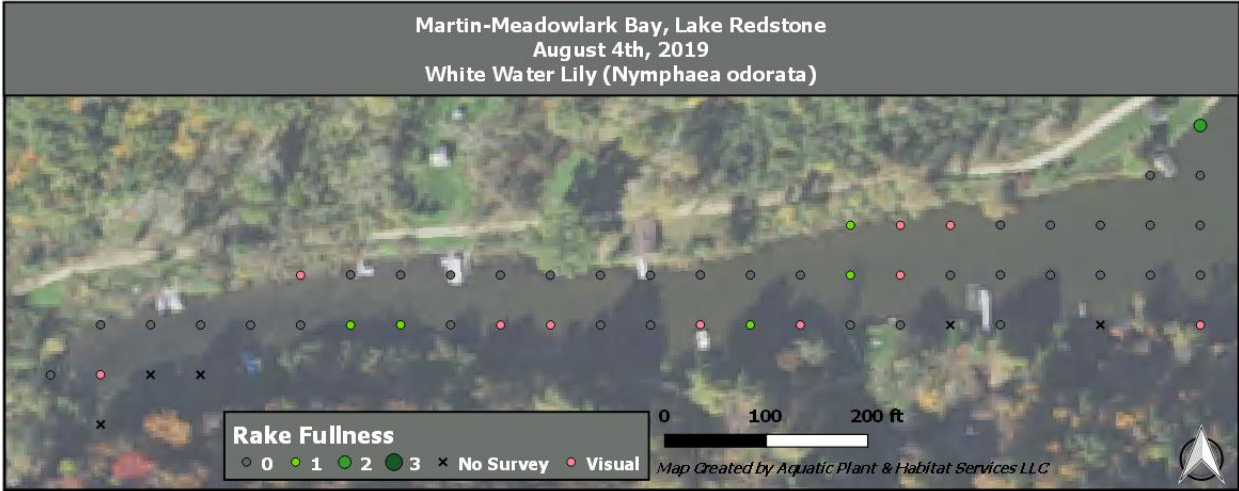 Martin-Meadowlark Bay, Lake Redstone
August 4th, 2019
White Water Lily (Nymphaea odorata)
Rake Fullness
0 1 2 3 × No Survey Visual
0 100 200 ft
Map Created by Aquatic Plant & Habitat Services LLC